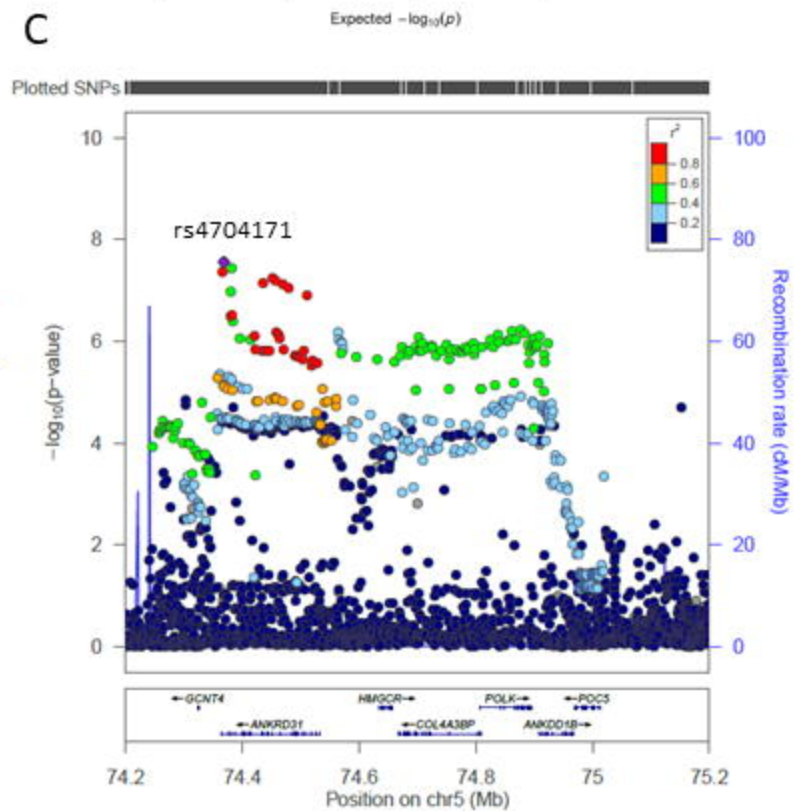 Expected −log₁₀(p)
C
Plotted SNPs
10
8
6
4
2
0
−log₁₀(p−value)
rs4704171
r²
0.8
0.6
0.4
0.2
100
80
60
40
20
0
Recombination rate (cM/Mb)
←GCNT4
HMGCR→
POLK→
←POC5
←ANKRD31
←COL4A3BP
ANKDD1B→
74.2 74.4 74.6 74.8 75 75.2
Position on chr5 (Mb)